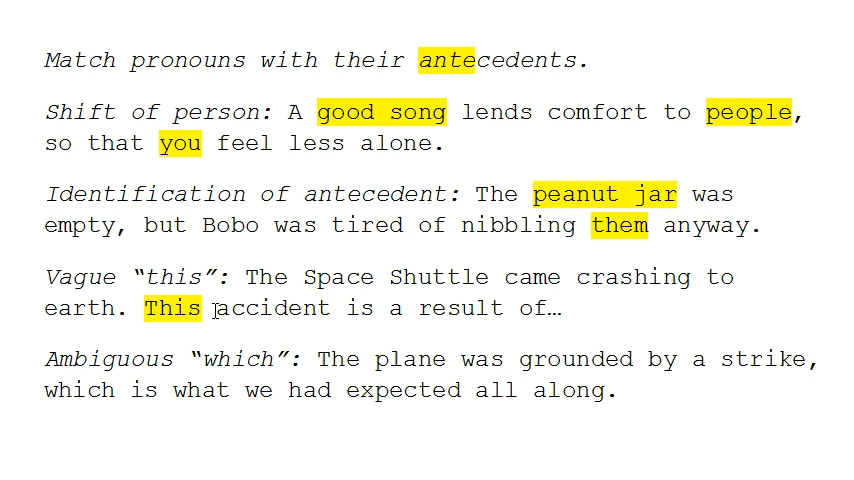 Match pronouns with their antecedents.
Shift of person: A good song lends comfort to people,
so that you feel less alone.
Identification of antecedent: The peanut jar was
empty, but Bobo was tired of nibbling them anyway.
Vague “this”: The Space Shuttle came crashing to
earth. This accident is a result of…
Ambiguous “which”: The plane was grounded by a strike,
which is what we had expected all along.